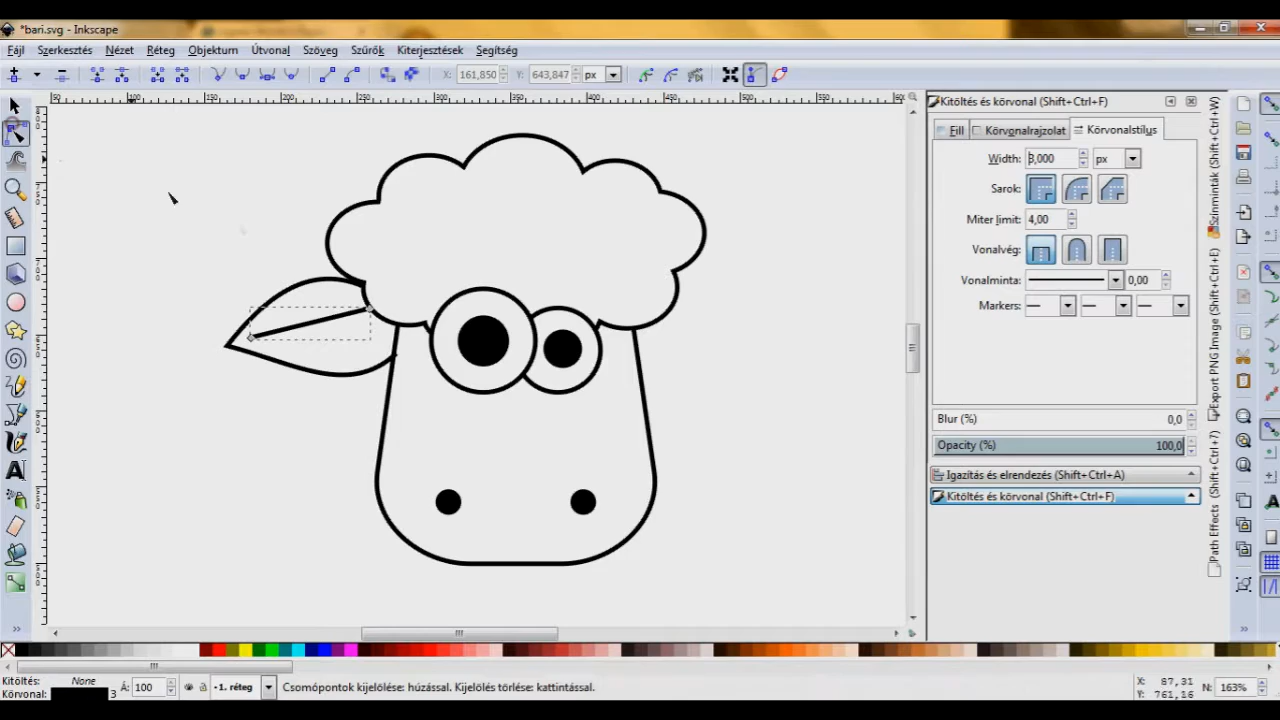 *bari.svg - Inkscape
Fájl Szerkesztés Nézet Réteg Objektum Útvonal Szöveg Szűrők Kiterjesztések Segítség
X: 161,850 Y: 643,847 px
Kitöltés és körvonal (Shift+Ctrl+F)
Fill Körvonalrajzolat Körvonalstílus
Width: 3,000 px
Sarok:
Miter limit: 4,00
Vonalvég:
Vonalminta: 0,00
Markers:
Blur (%) 0,0
Opacity (%) 100,0
Igazítás és elrendezés (Shift+Ctrl+A)
Kitöltés és körvonal (Shift+Ctrl+F)
Színminták (Shift+Ctrl+W)
Export PNG Image (Shift+Ctrl+E)
Path Effects (Shift+Ctrl+7)
Kitöltés: None
Körvonal: 3
Á: 100
-1. réteg
Csomópontok kijelölése: húzással. Kijelölés törlése: kattintással.
X: 87,31
Y: 761,16
N: 163%